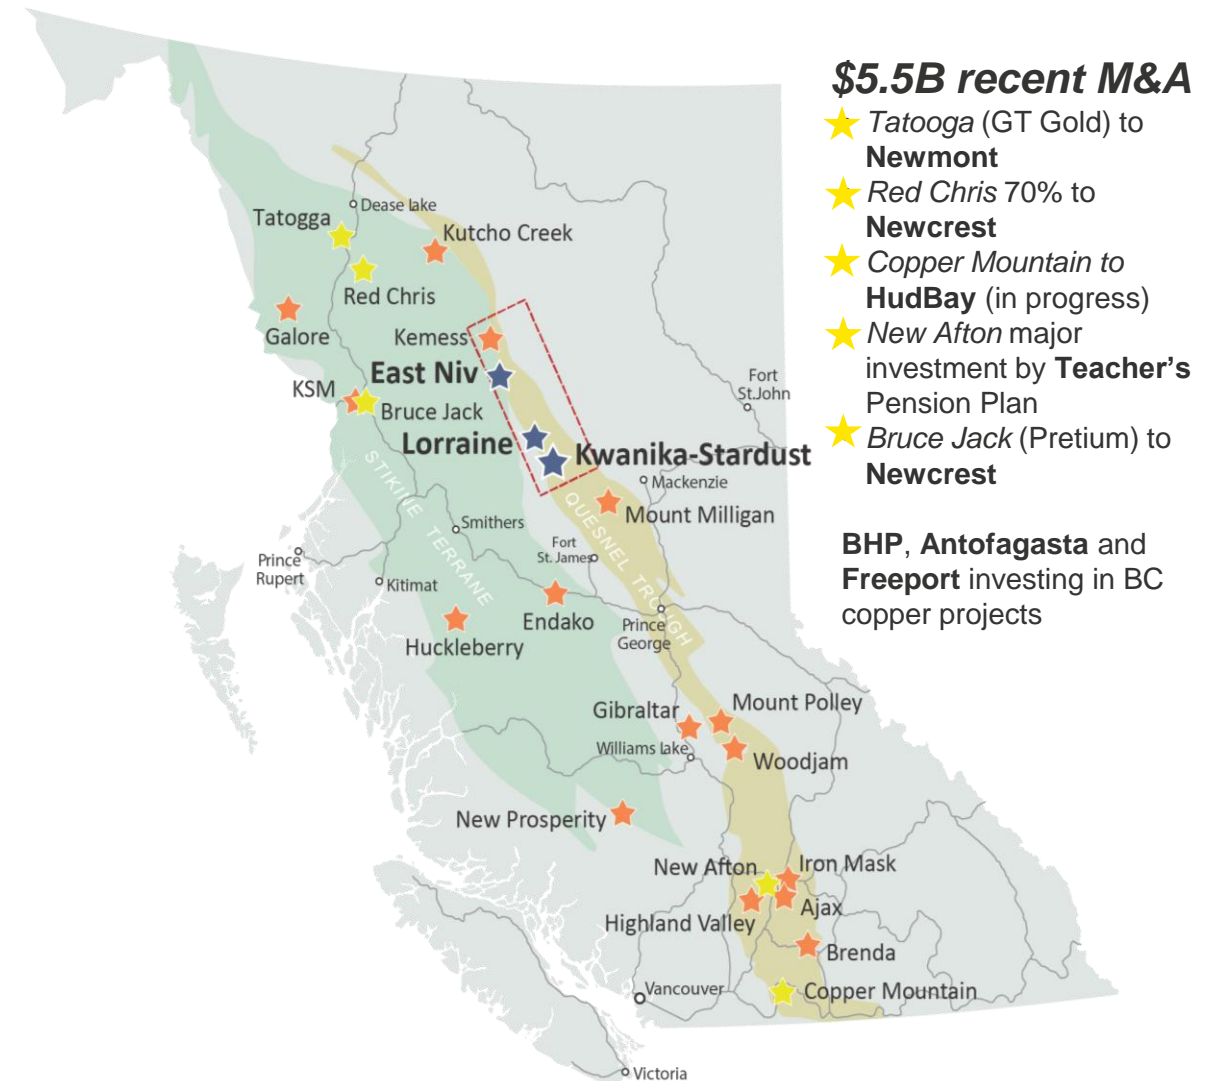 $5.5B recent M&A
Tatooga (GT Gold) to
Newmont
Red Chris 70% to
Newcrest
Copper Mountain to
HudBay (in progress)
New Afton major
investment by Teacher's
Pension Plan
Bruce Jack (Pretium) to
Newcrest
BHP, Antofagasta and
Freeport investing in BC
copper projects
Dease Lake
Tatogga
Kutcho Creek
Red Chris
Galore
Kemess
East Niv
KSM
Bruce Jack
Fort
St.John
Lorraine
Kwanika-Stardust
Mackenzie
Mount Milligan
STIKINE TERRANE
QUESNEL TROUGH
Smithers
Fort
St. James
Prince
Rupert
Kitimat
Endako
Prince
George
Huckleberry
Gibraltar
Mount Polley
Williams Lake
Woodjam
New Prosperity
New Afton
Iron Mask
Ajax
Highland Valley
Brenda
Vancouver
Copper Mountain
Victoria